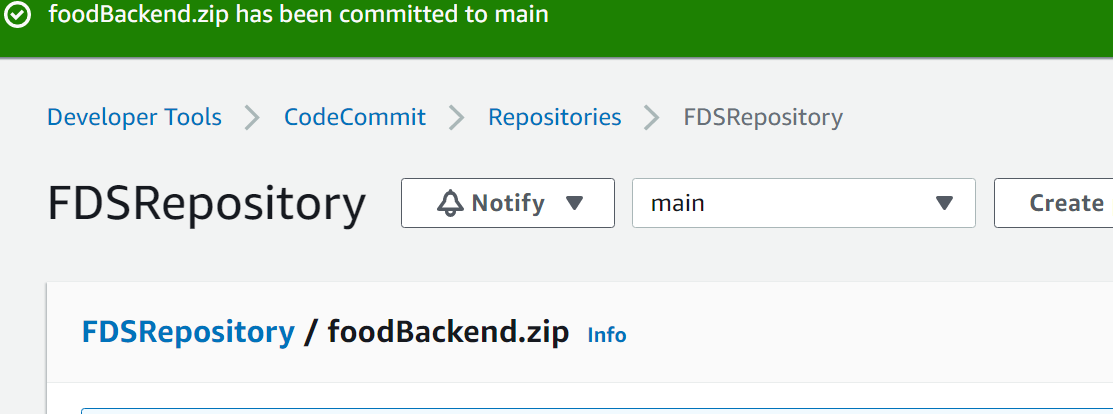 foodBackend.zip has been committed to main
Developer Tools CodeCommit Repositories FDSRepository
FDSRepository Notify main Create
FDSRepository / foodBackend.zip Info